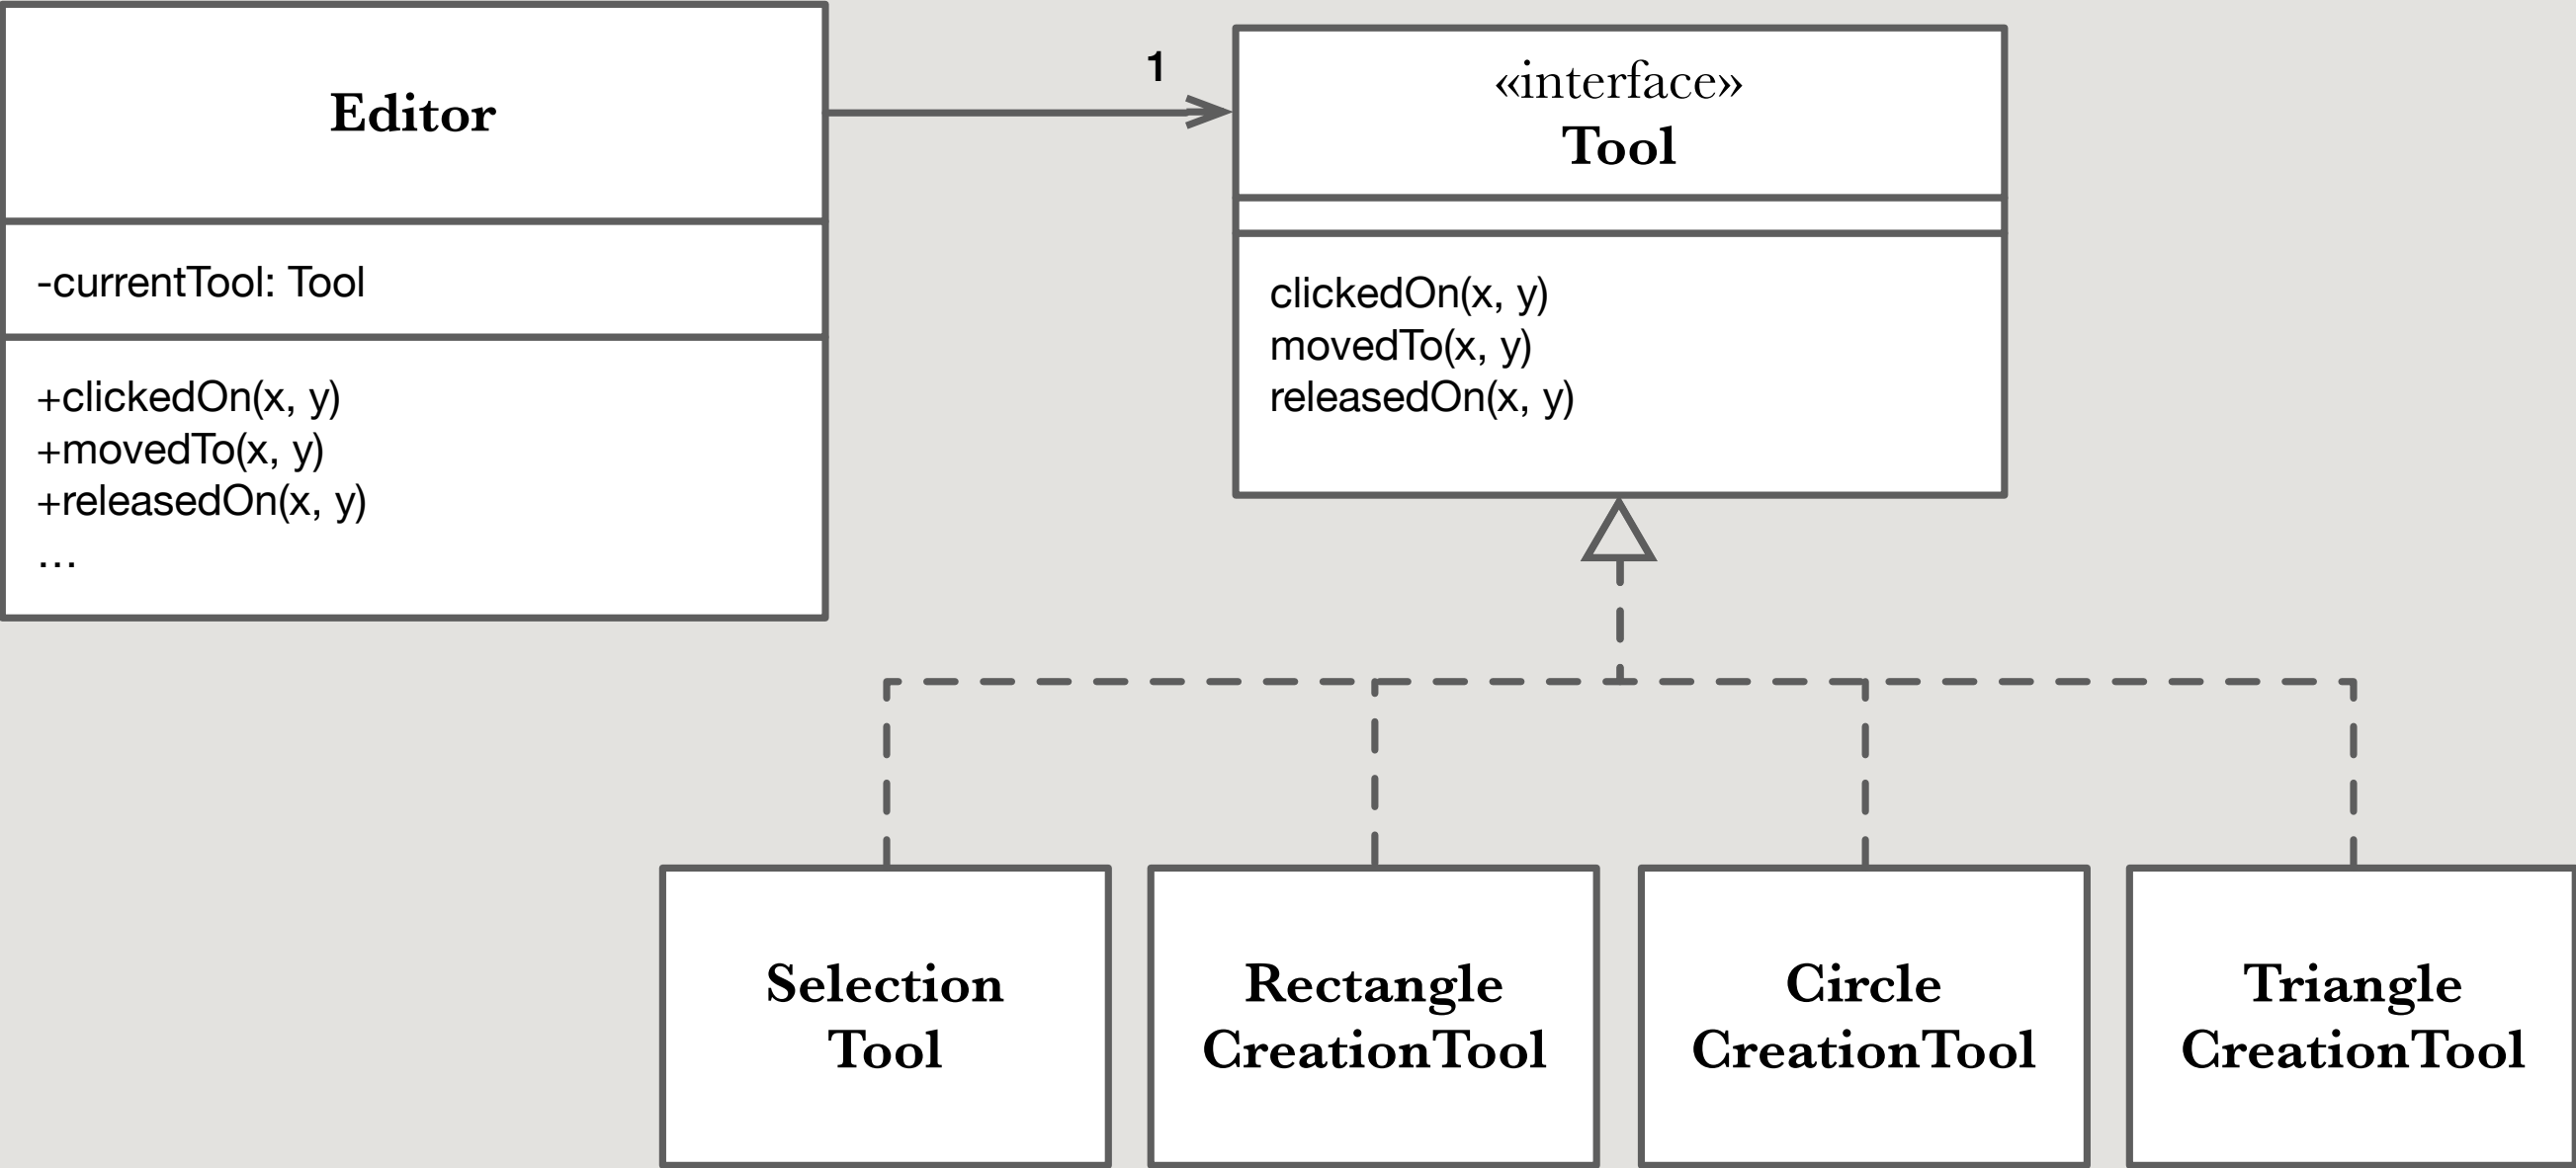 Editor
-currentTool: Tool
+clickedOn(x, y)
+movedTo(x, y)
+releasedOn(x, y)
...
1
«interface»
Tool
clickedOn(x, y)
movedTo(x, y)
releasedOn(x, y)
Selection
Tool
Rectangle
CreationTool
Circle
CreationTool
Triangle
CreationTool